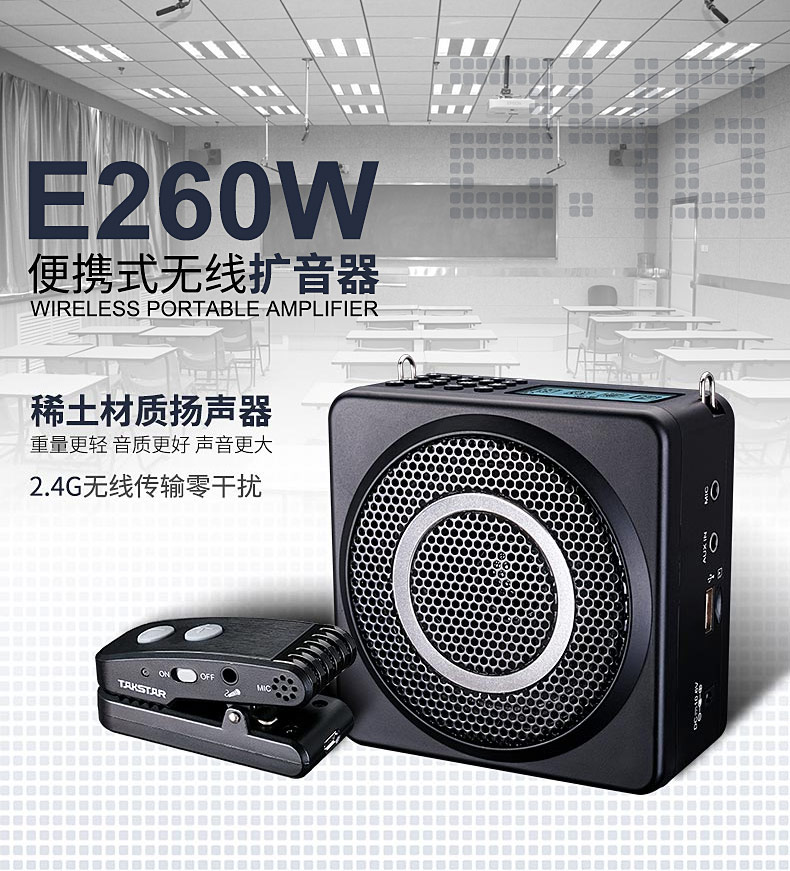 E260W
便携式无线扩音器
WIRELESS PORTABLE AMPLIFIER
稀土材质扬声器
重量更轻 音质更好 声音更大
2.4G无线传输零干扰
MIC
AUX IN
ON
OFF
MIC
TAKSTAR